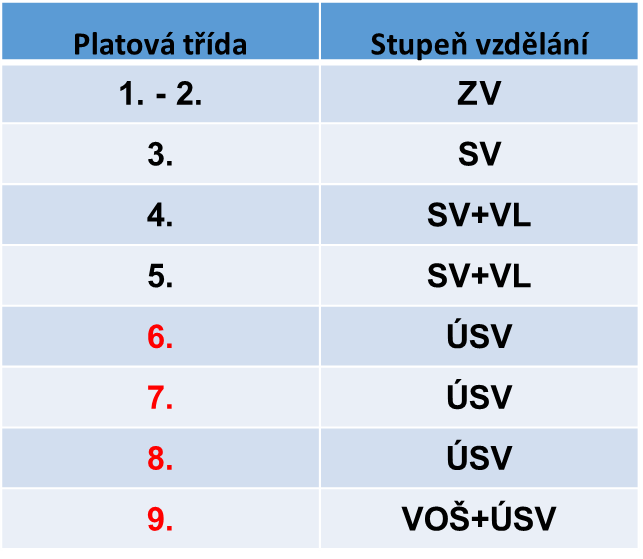 Platová třída Stupeň vzdělání
1. - 2. ZV
3. SV
4. SV+VL
5. SV+VL
6. ÚSV
7. ÚSV
8. ÚSV
9. VOŠ+ÚSV